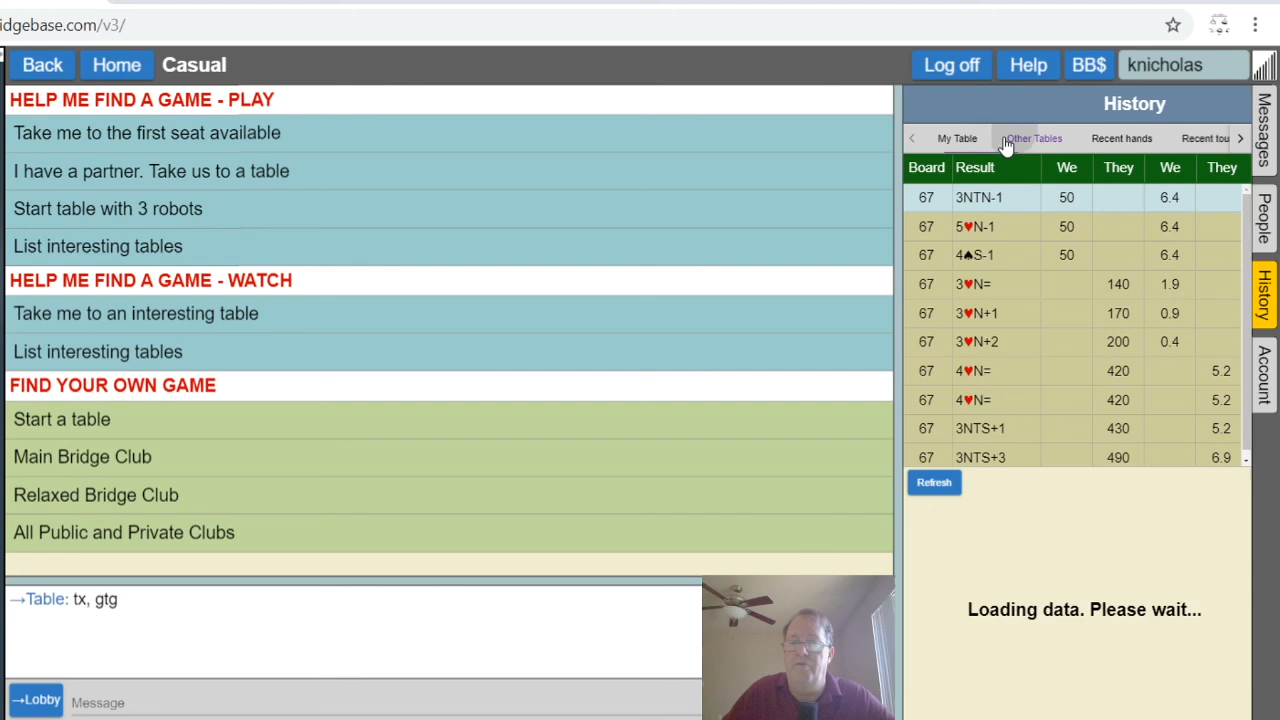 idgebase.com/v3/
Back Home Casual Log off Help BB$ knicholas
HELP ME FIND A GAME - PLAY
Take me to the first seat available
I have a partner. Take us to a table
Start table with 3 robots
List interesting tables
HELP ME FIND A GAME - WATCH
Take me to an interesting table
List interesting tables
FIND YOUR OWN GAME
Start a table
Main Bridge Club
Relaxed Bridge Club
All Public and Private Clubs
→Table: tx, gtg
→Lobby Message
History
My Table Other Tables Recent hands Recent tou
Board Result We They We They
67 3NTN-1 50 6.4
67 5♥N-1 50 6.4
67 4♠S-1 50 6.4
67 3♥N= 140 1.9
67 3♥N+1 170 0.9
67 3♥N+2 200 0.4
67 4♥N= 420 5.2
67 4♥N= 420 5.2
67 3NTS+1 430 5.2
67 3NTS+3 490 6.9
Refresh
Loading data. Please wait...
Messages
People
History
Account